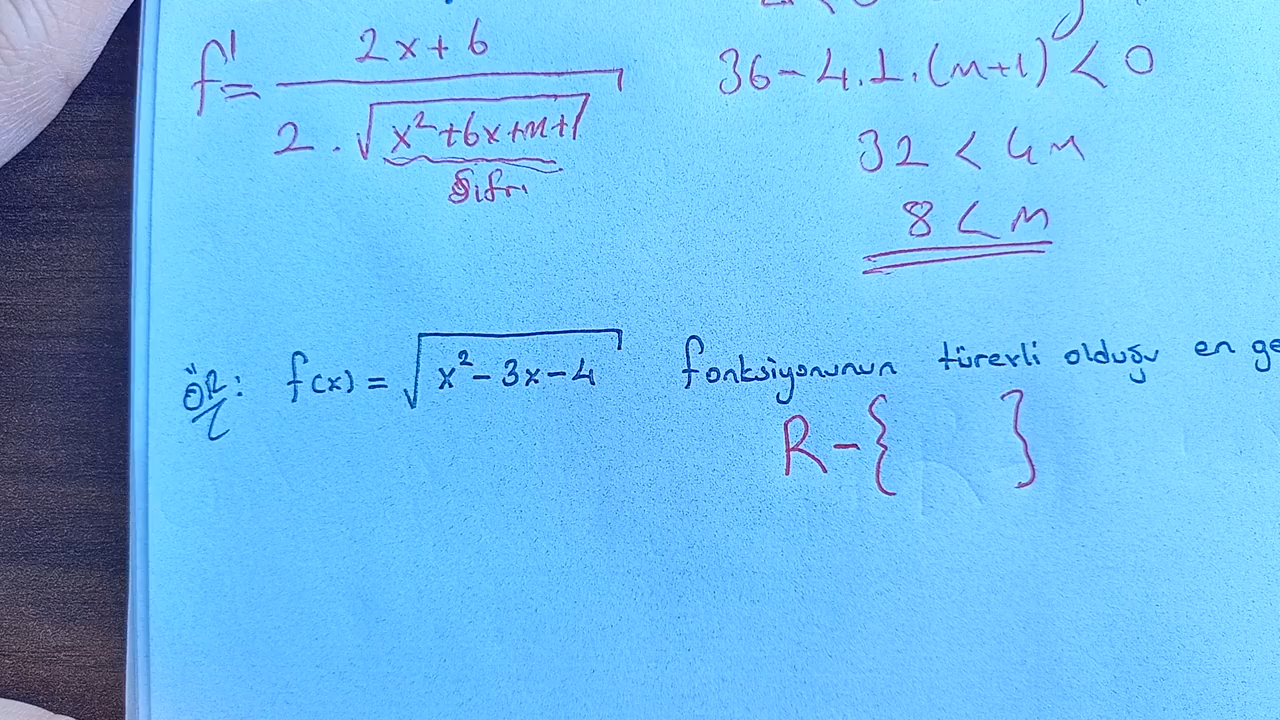 f' = 2x+6 / 2.√x²+6x+m+1
Sıfır
36-4.1.(m+1) < 0
32 < 4m
8 < m
ÖR: f(x) = √x²-3x-4 fonksiyonunun türevli olduğu en ge
R-{ }